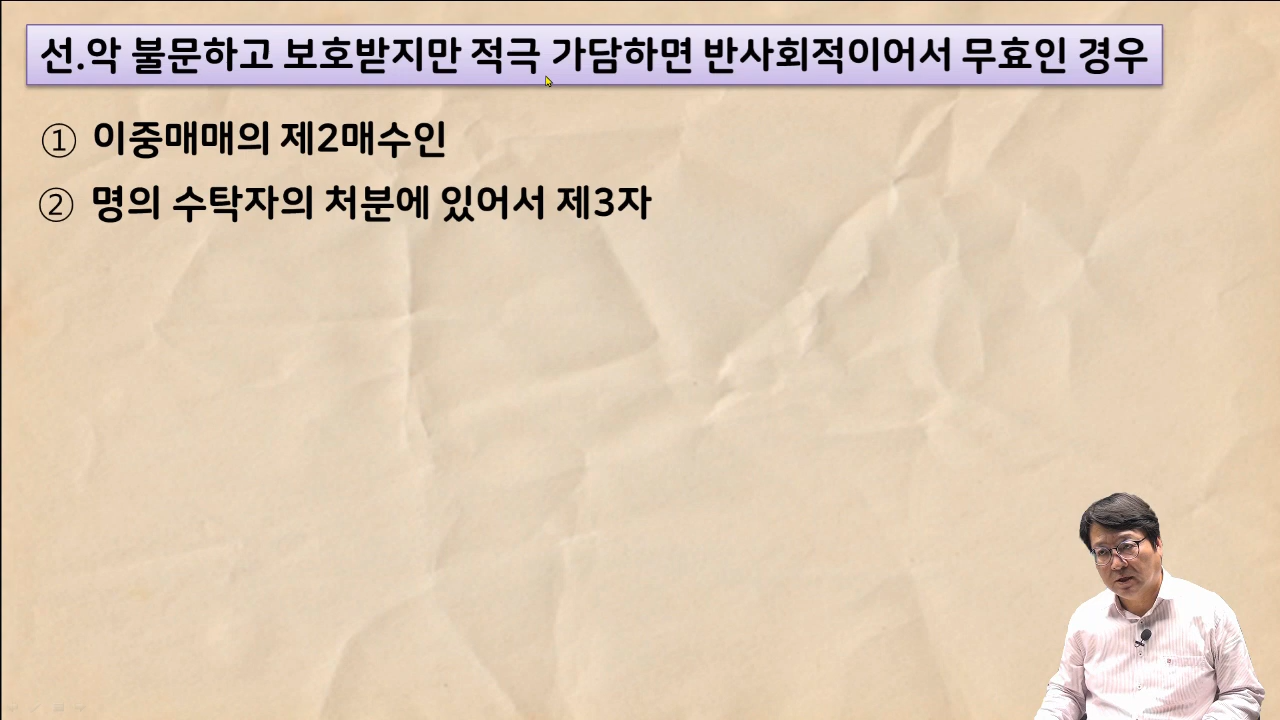 선.악 불문하고 보호받지만 적극 가담하면 반사회적이어서 무효인 경우
① 이중매매의 제2매수인
② 명의 수탁자의 처분에 있어서 제3자